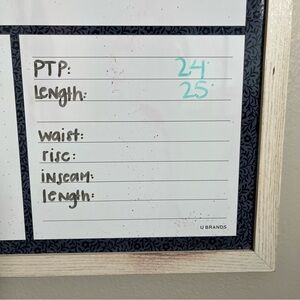 PTP: 24"
Length: 25"
waist:
rise:
inseam:
length:
U BRANDS